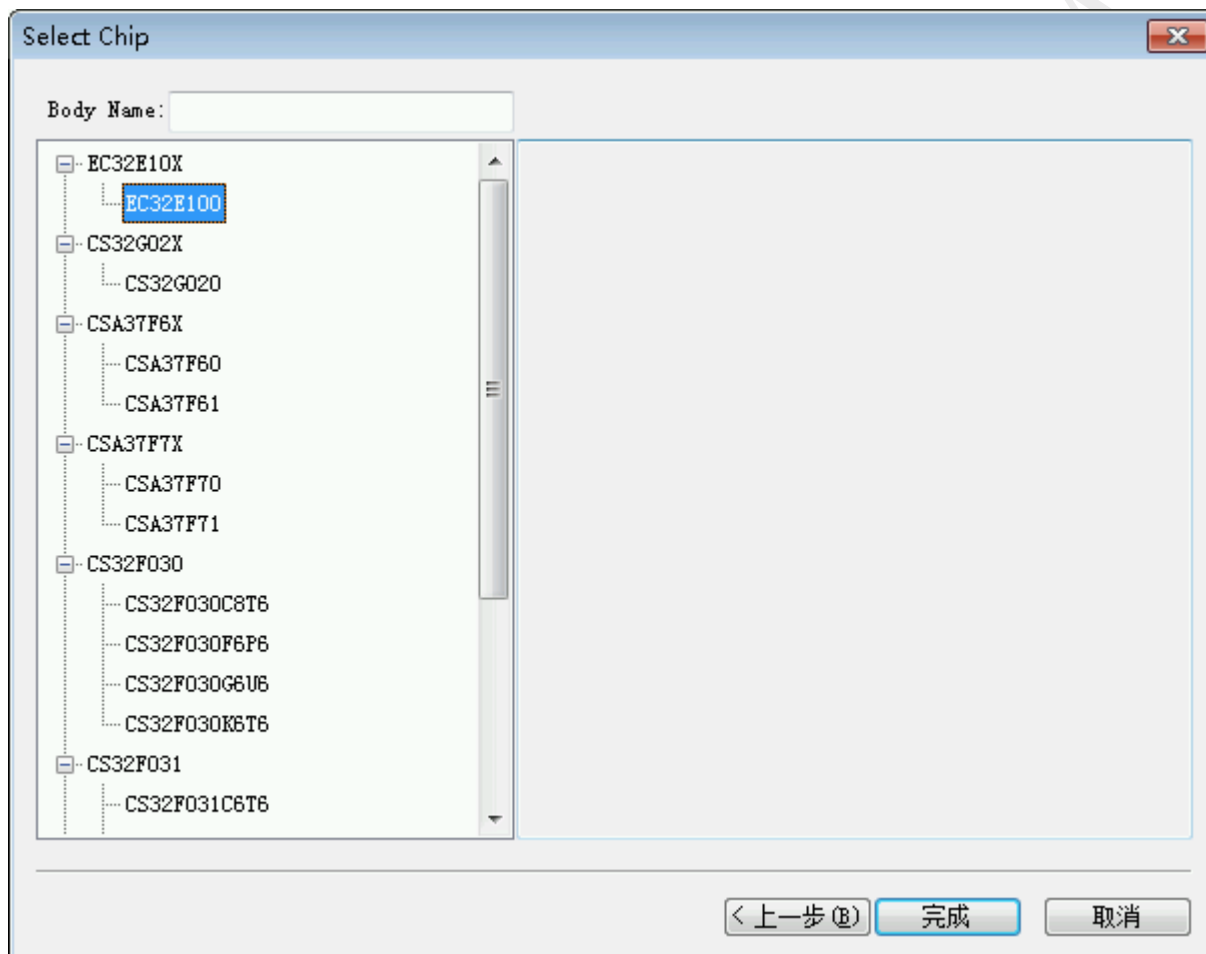 Select Chip
Body Name:
EC32E10X
EC32E100
CS32G02X
CS32G020
CSA37F6X
CSA37F60
CSA37F61
CSA37F7X
CSA37F70
CSA37F71
CS32F030
CS32F030C8T6
CS32F030F6P6
CS32F030G6U6
CS32F030K6T6
CS32F031
CS32F031C6T6
< 上一步(B) 完成 取消